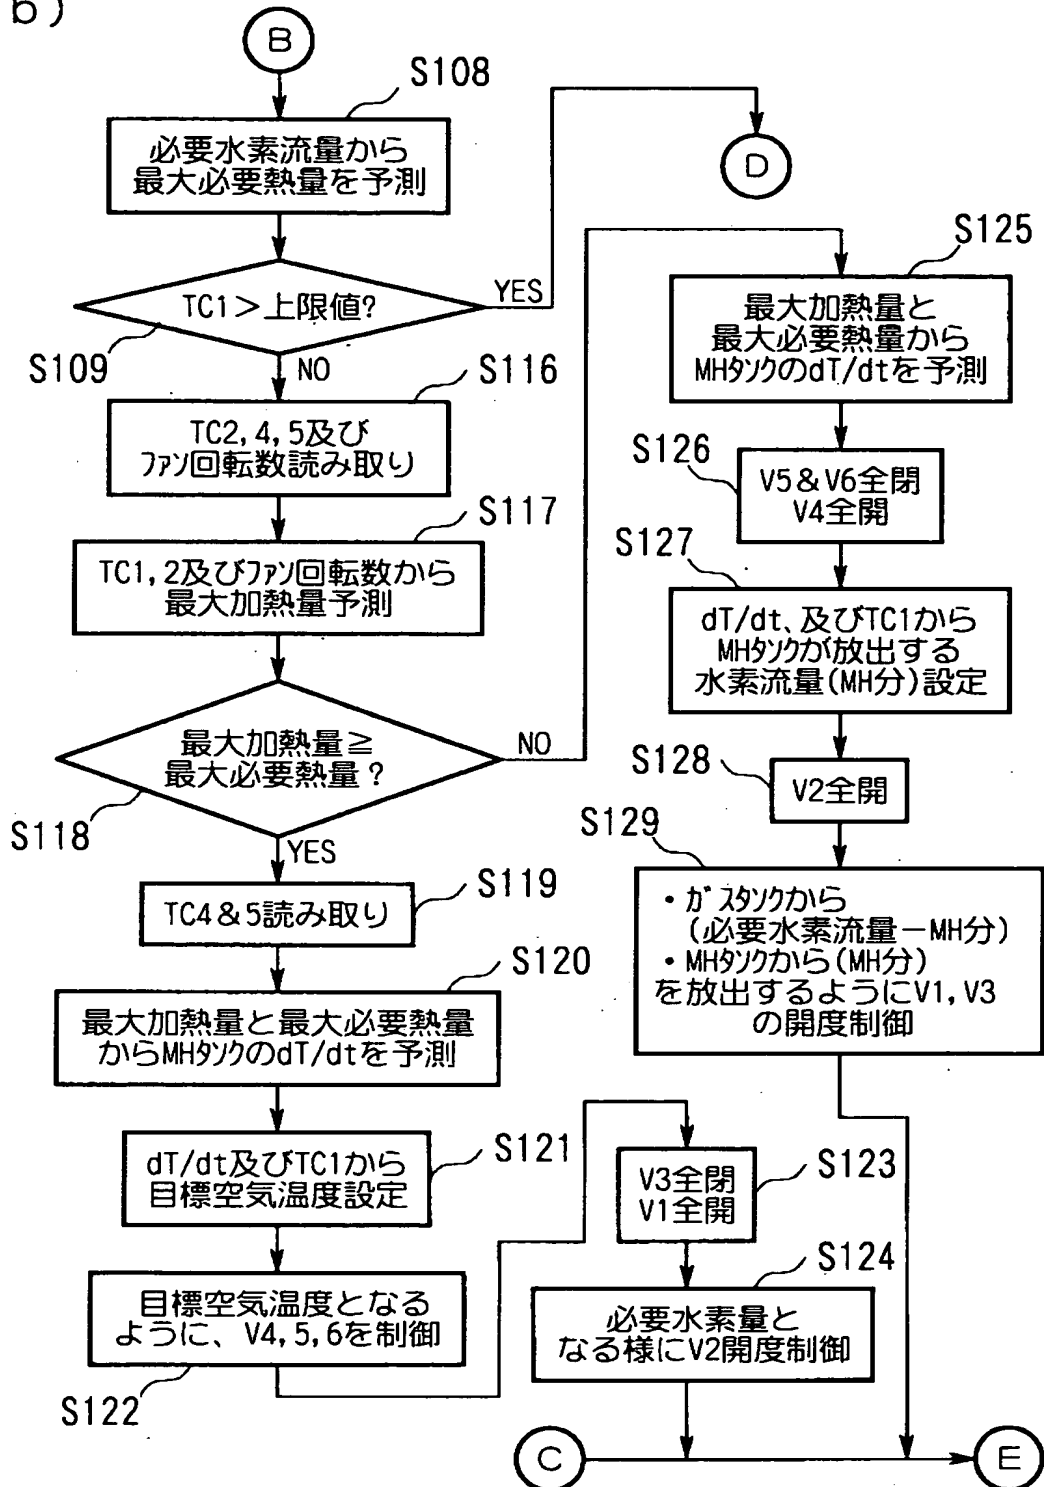 b)
B
S108
必要水素流量から
最大必要熱量を予測
D
TC1＞上限値?
YES
S109
NO
S116
TC2,4,5及び
ﾌｧﾝ回転数読み取り
S117
TC1,2及びﾌｧﾝ回転数から
最大加熱量予測
最大加熱量≧
最大必要熱量？
NO
S118
YES
S119
TC4＆5読み取り
S120
最大加熱量と最大必要熱量
からMHﾀﾝｸのdT/dtを予測
S121
dT/dt及びTC1から
目標空気温度設定
目標空気温度となる
ように、V4,5,6を制御
S122
S125
最大加熱量と
最大必要熱量から
MHﾀﾝｸのdT/dtを予測
S126
V5＆V6全閉
V4全開
S127
dT/dt、及びTC1から
MHﾀﾝｸが放出する
水素流量(MH分)設定
S128
V2全開
S129
・ｶﾞｽﾀﾝｸから
(必要水素流量－MH分)
・MHﾀﾝｸから(MH分)
を放出するようにV1,V3
の開度制御
S123
V3全閉
V1全開
S124
必要水素量と
なる様にV2開度制御
C
E